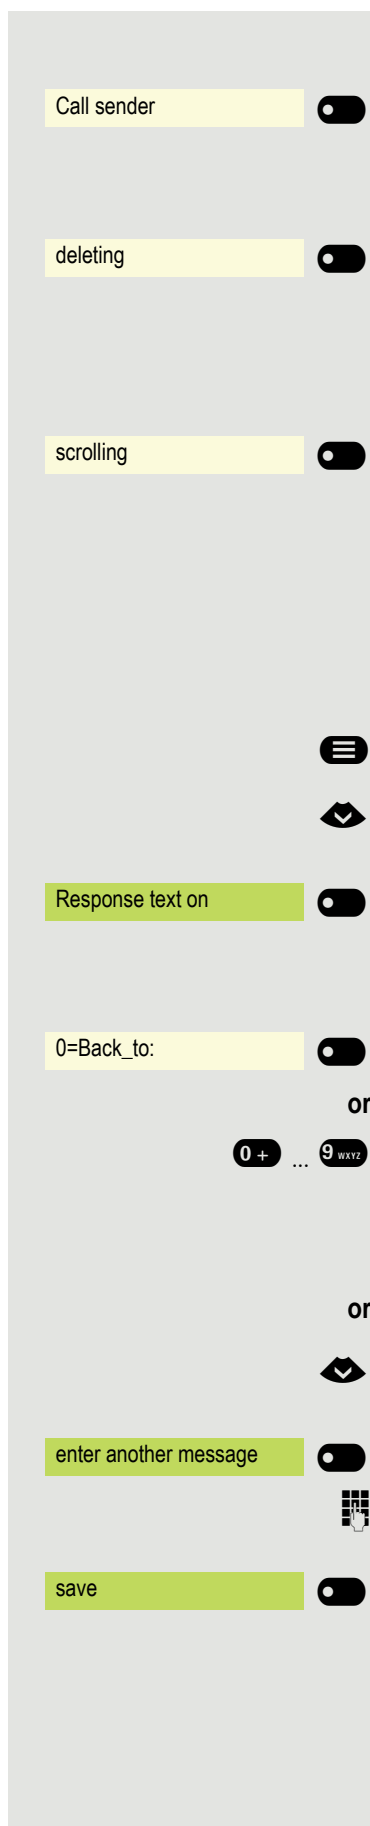 Call sender
deleting
scrolling
Response text on
0=Back_to:
or
0 + ... 9 WXYZ
or
enter another message
save